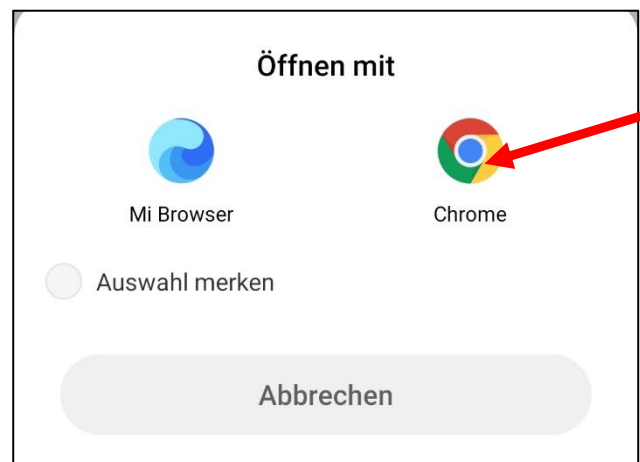 Öffnen mit
Mi Browser
Chrome
Auswahl merken
Abbrechen